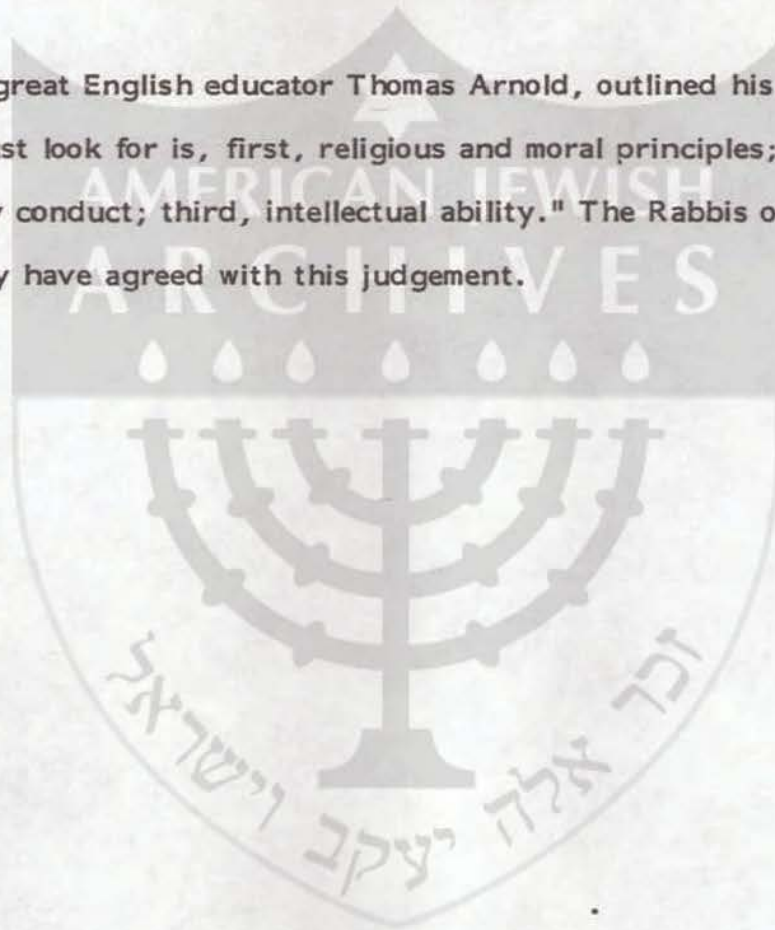 great English educator Thomas Arnold, outlined his
st look for is, first, religious and moral principles;
conduct; third, intellectual ability." The Rabbis o
have agreed with this judgement.
AMERICAN JEWISH
ARCHIVES
זכר אלה יעקב וישראל